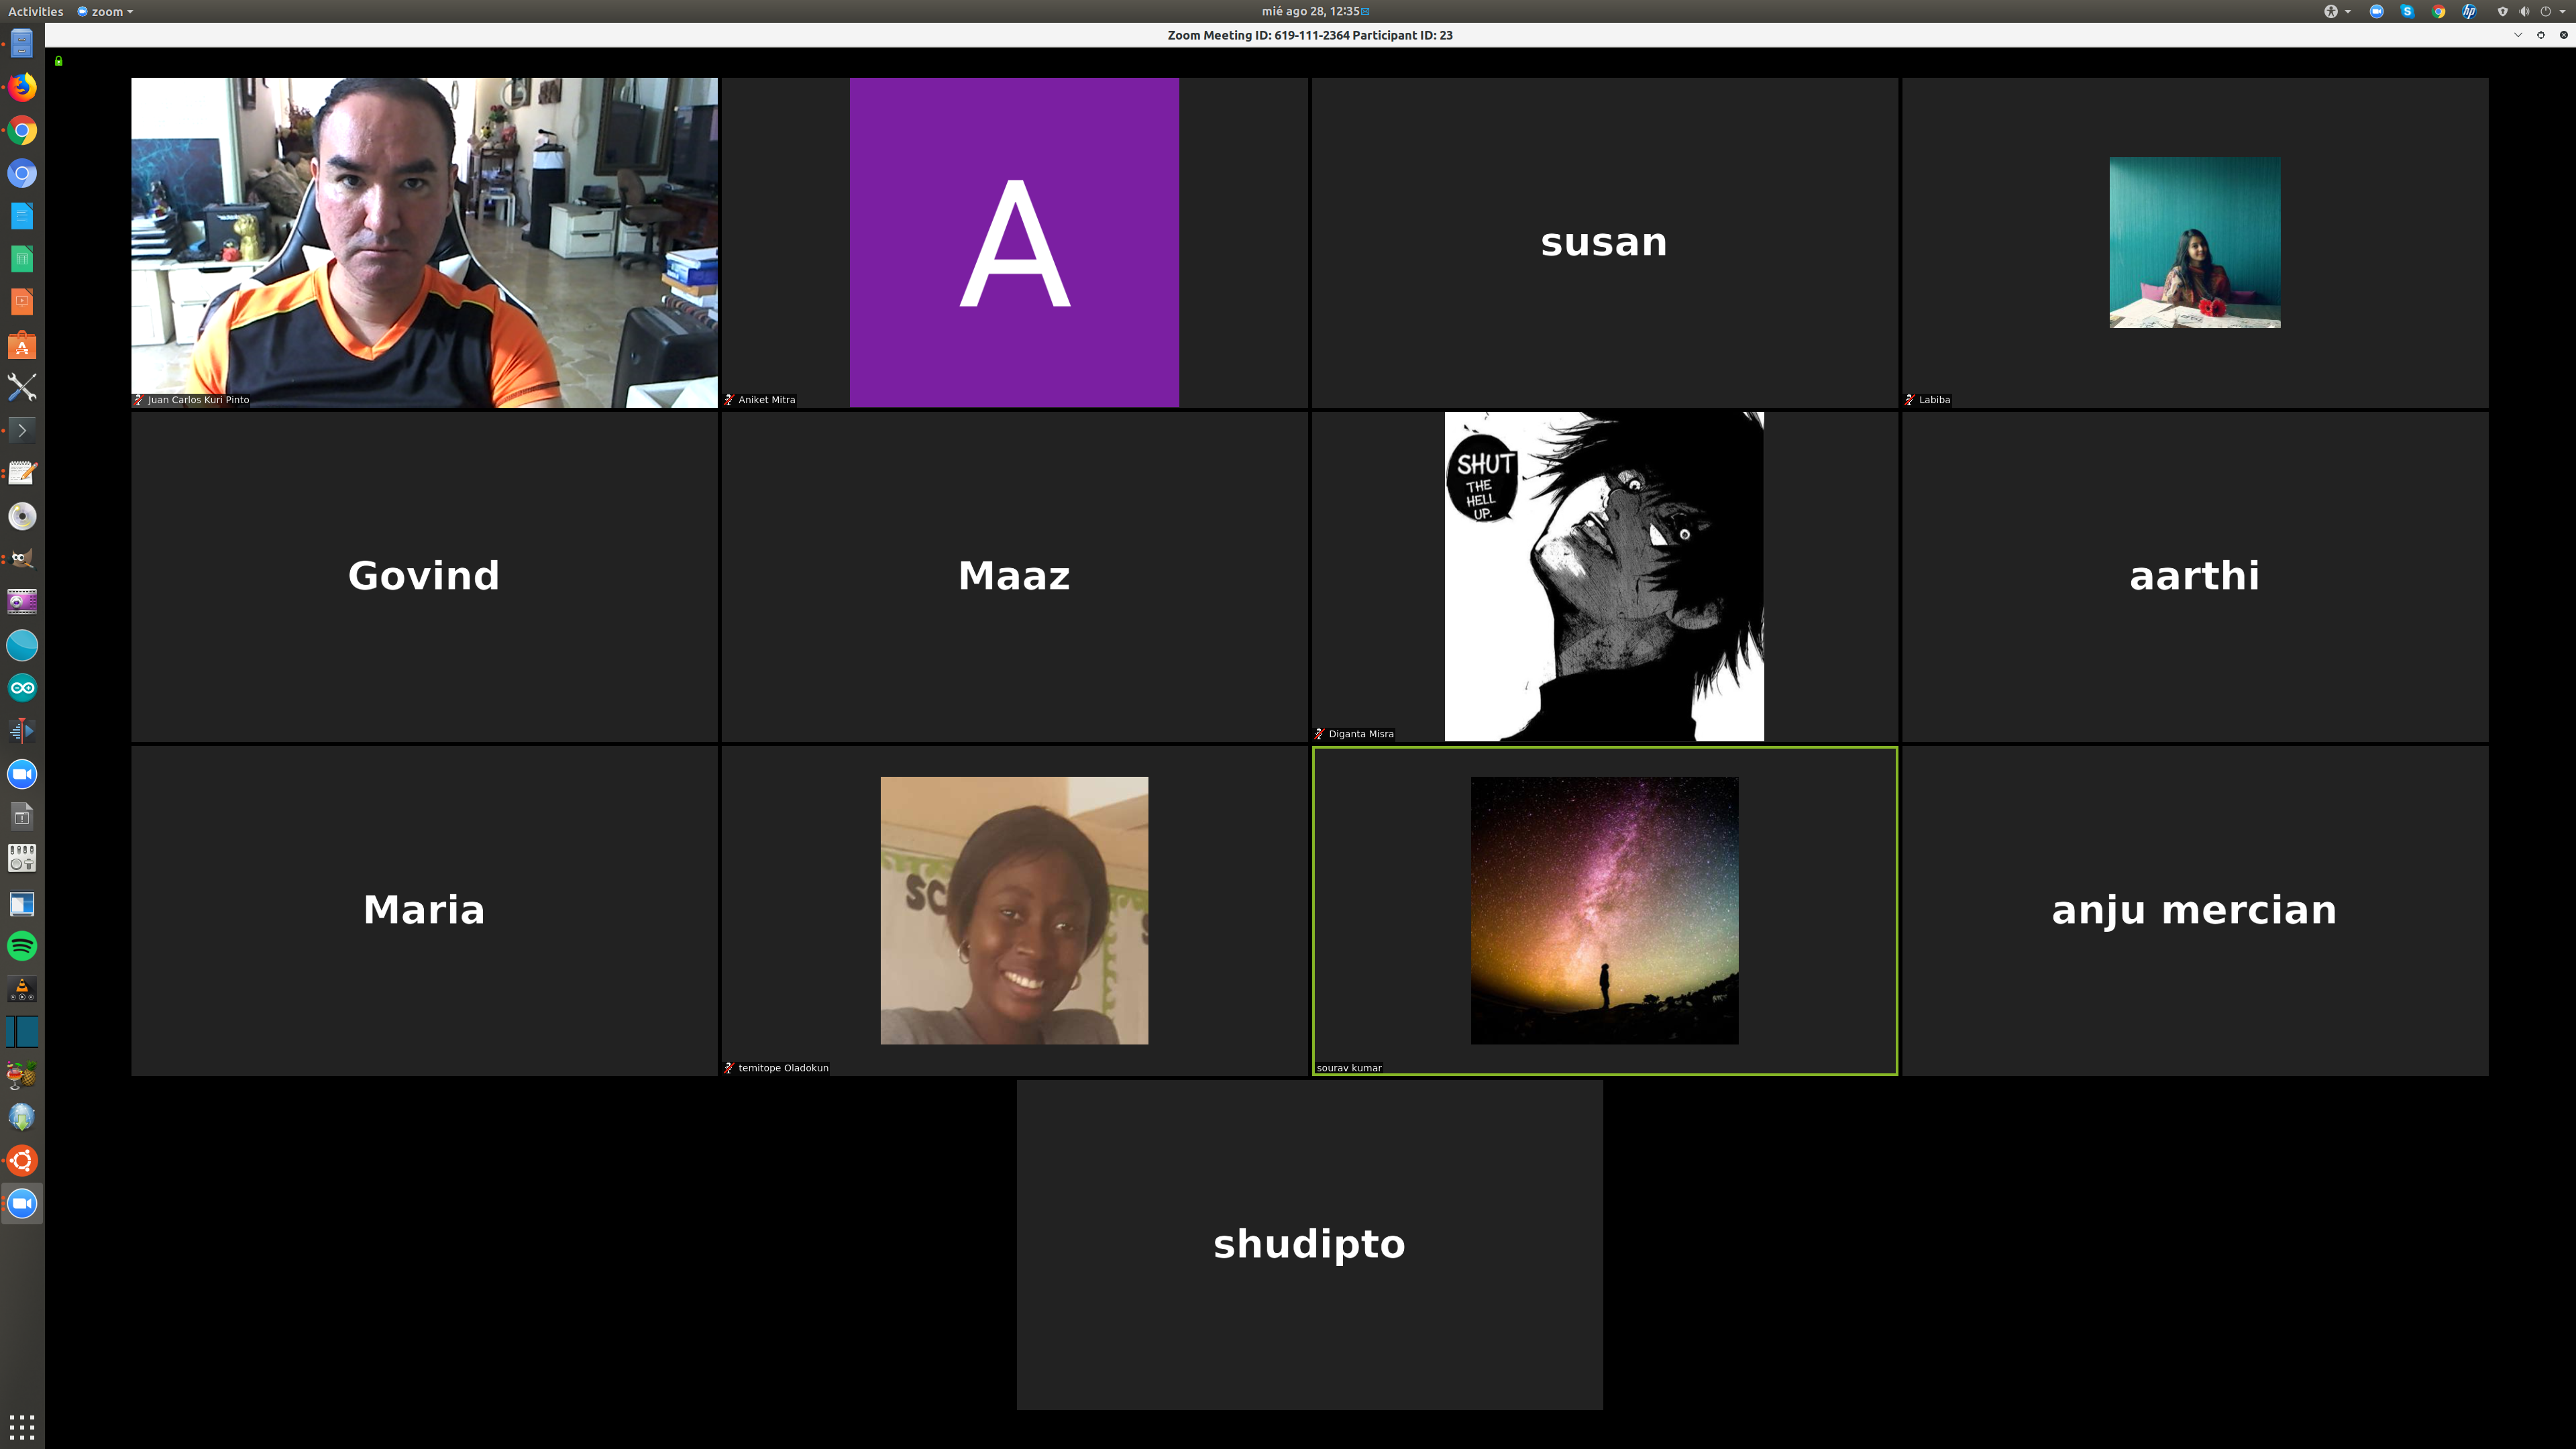 Activities zoom mié ago 28, 12:35
Zoom Meeting ID: 619-111-2364 Participant ID: 23
A
susan
Juan Carlos Kuri Pinto
Aniket Mitra
Labiba
Govind
Maaz
SHUT
THE
HELL
UP.
aarthi
Diganta Misra
Maria
SC
anju mercian
temitope Oladokun
sourav kumar
shudipto